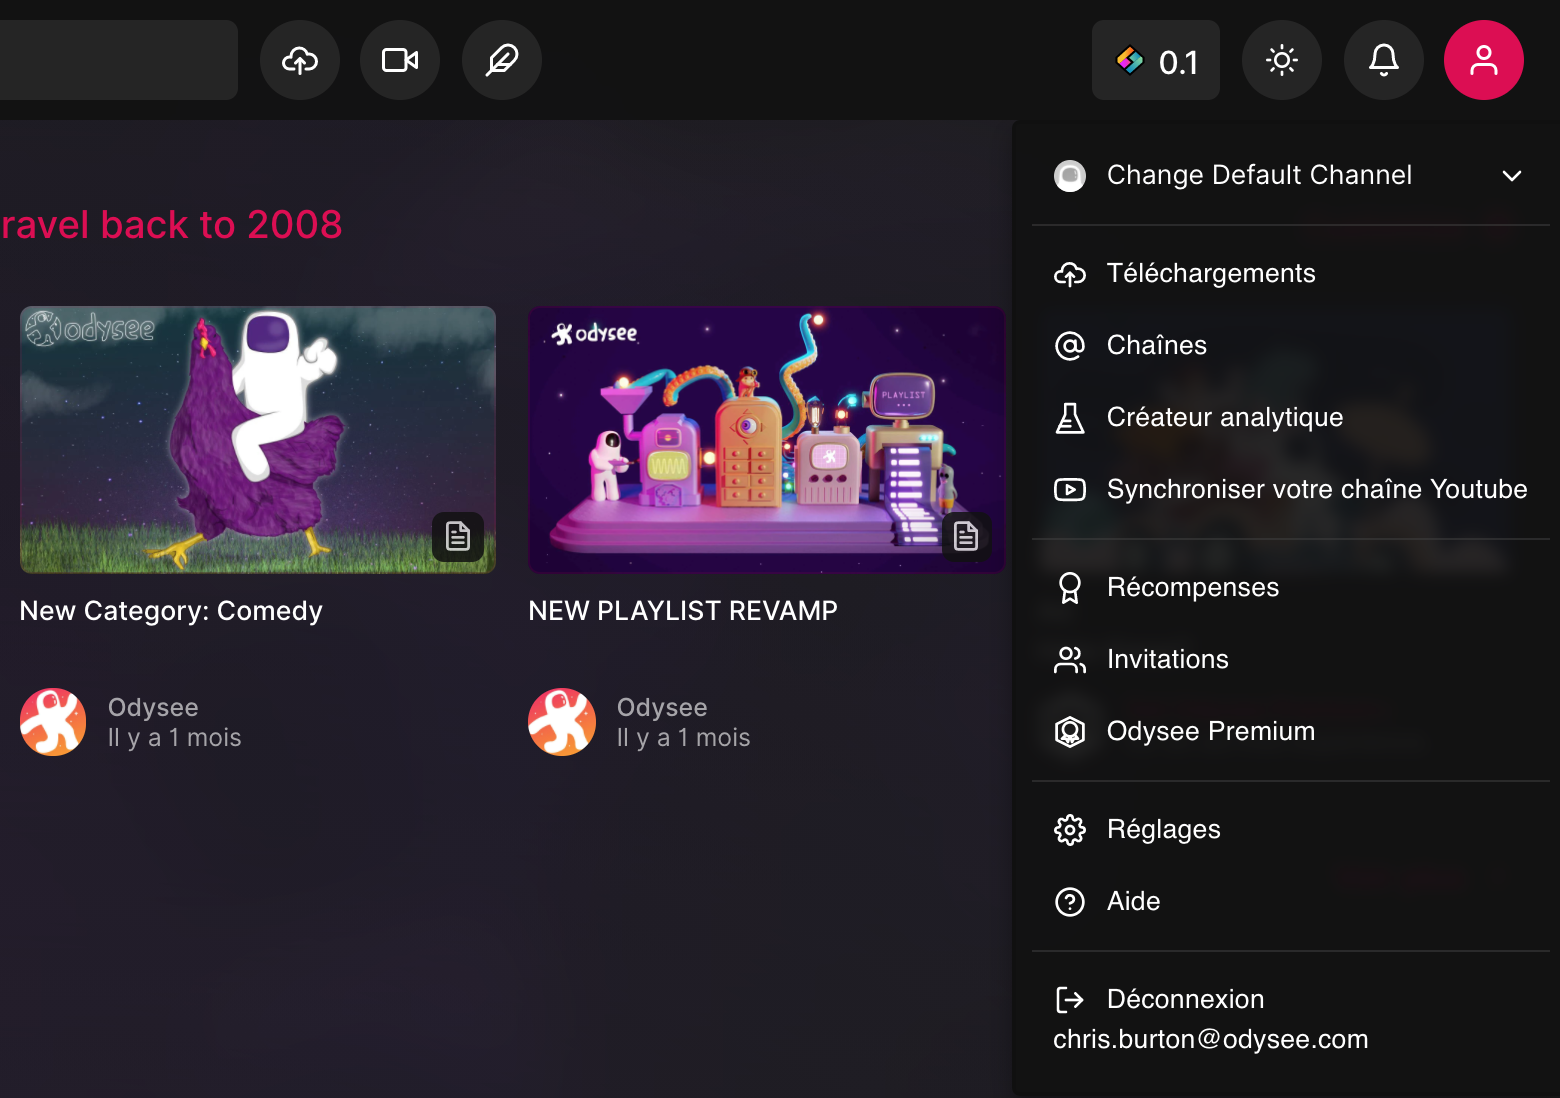 0.1
Change Default Channel
ravel back to 2008
Téléchargements
odysee
odysee
PLAYLIST
Chaînes
Créateur analytique
Synchroniser votre chaîne Youtube
New Category: Comedy
NEW PLAYLIST REVAMP
Récompenses
Invitations
Odysee
Il y a 1 mois
Odysee
Il y a 1 mois
Odysee Premium
Réglages
Aide
Déconnexion
chris.burton@odysee.com